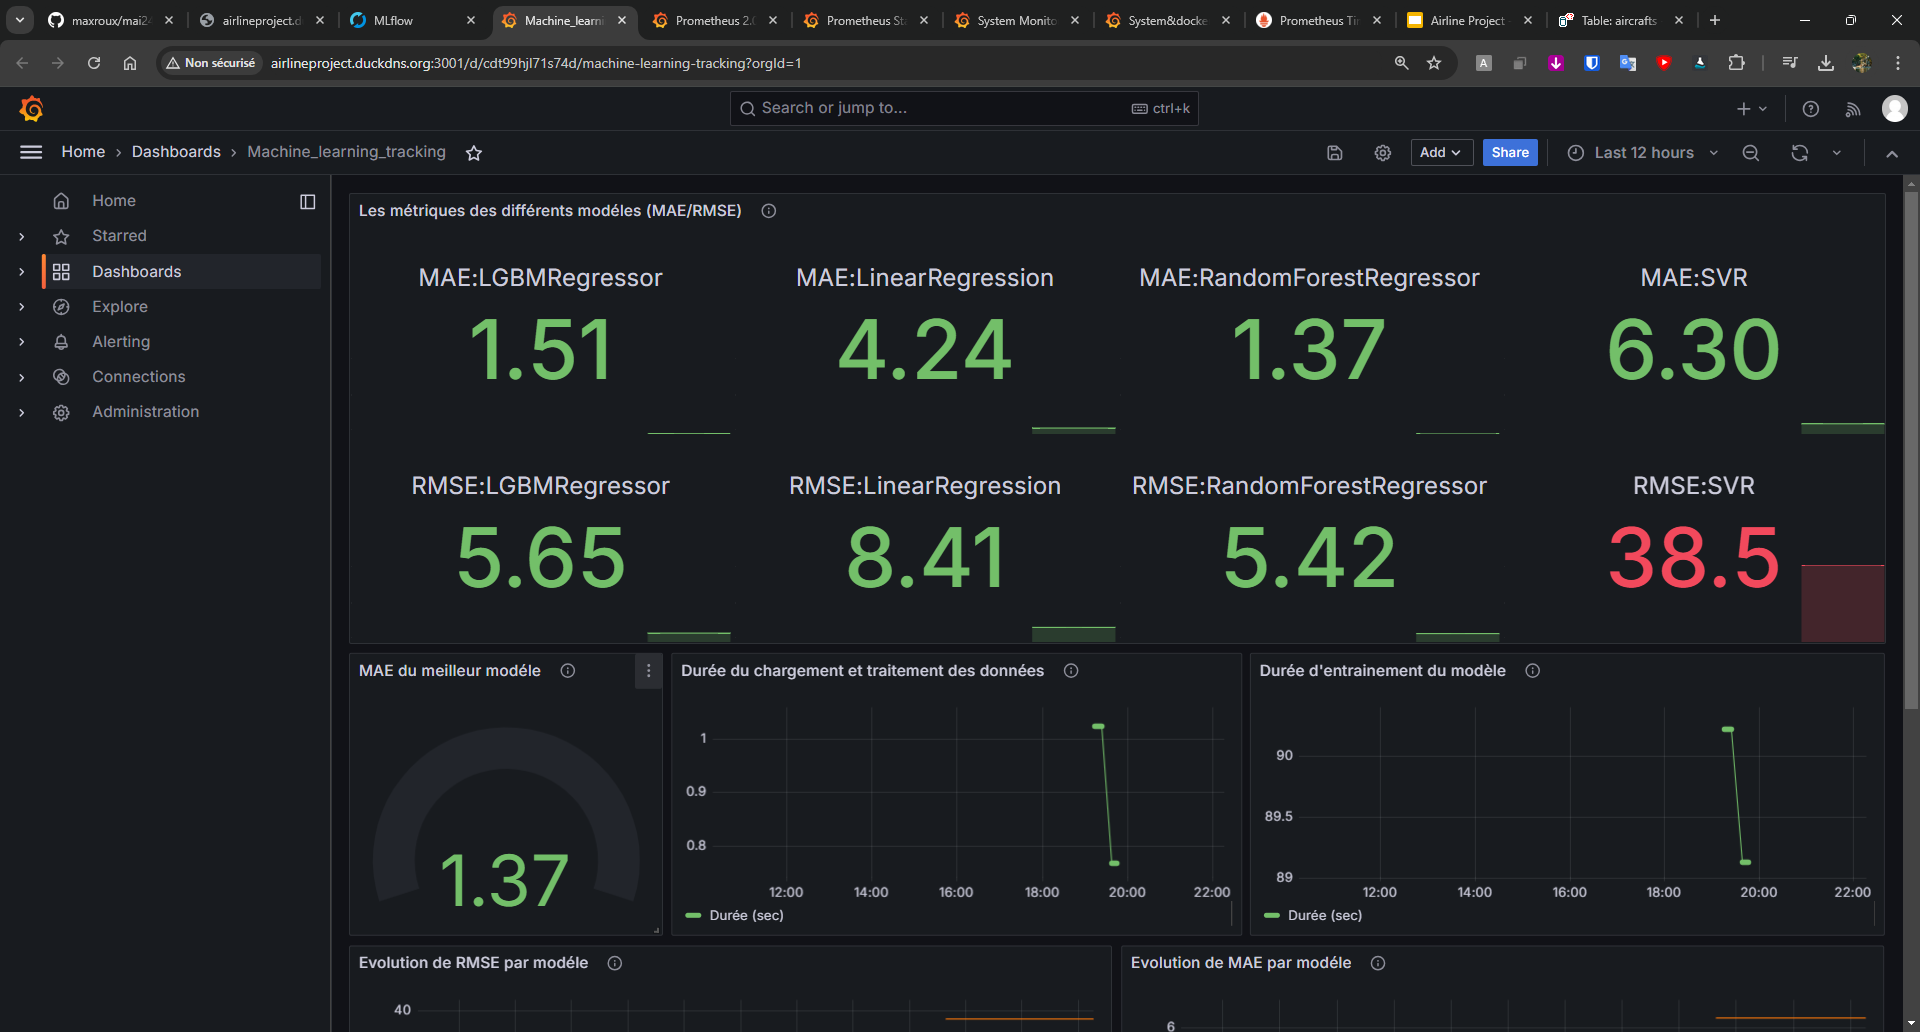 maxroux/mai24
airlineproject.d
MLflow
Machine_learni
Prometheus 2.0
Prometheus Sta
System Monito
System&docke
Prometheus Tim
Airline Project -
Table: aircrafts
Non sécurisé
airlineproject.duckdns.org:3001/d/cdt99hjl71s74d/machine-learning-tracking?orgId=1
Search or jump to...
ctrl+k
Home › Dashboards › Machine_learning_tracking
Add
Share
Last 12 hours
Home
Starred
Dashboards
Explore
Alerting
Connections
Administration
Les métriques des différents modéles (MAE/RMSE)
MAE:LGBMRegressor
1.51
MAE:LinearRegression
4.24
MAE:RandomForestRegressor
1.37
MAE:SVR
6.30
RMSE:LGBMRegressor
5.65
RMSE:LinearRegression
8.41
RMSE:RandomForestRegressor
5.42
RMSE:SVR
38.5
MAE du meilleur modéle
1.37
Durée du chargement et traitement des données
1
0.9
0.8
12:00 14:00 16:00 18:00 20:00 22:00
Durée (sec)
Durée d'entrainement du modèle
90
89.5
89
12:00 14:00 16:00 18:00 20:00 22:00
Durée (sec)
Evolution de RMSE par modéle
40
Evolution de MAE par modéle
6